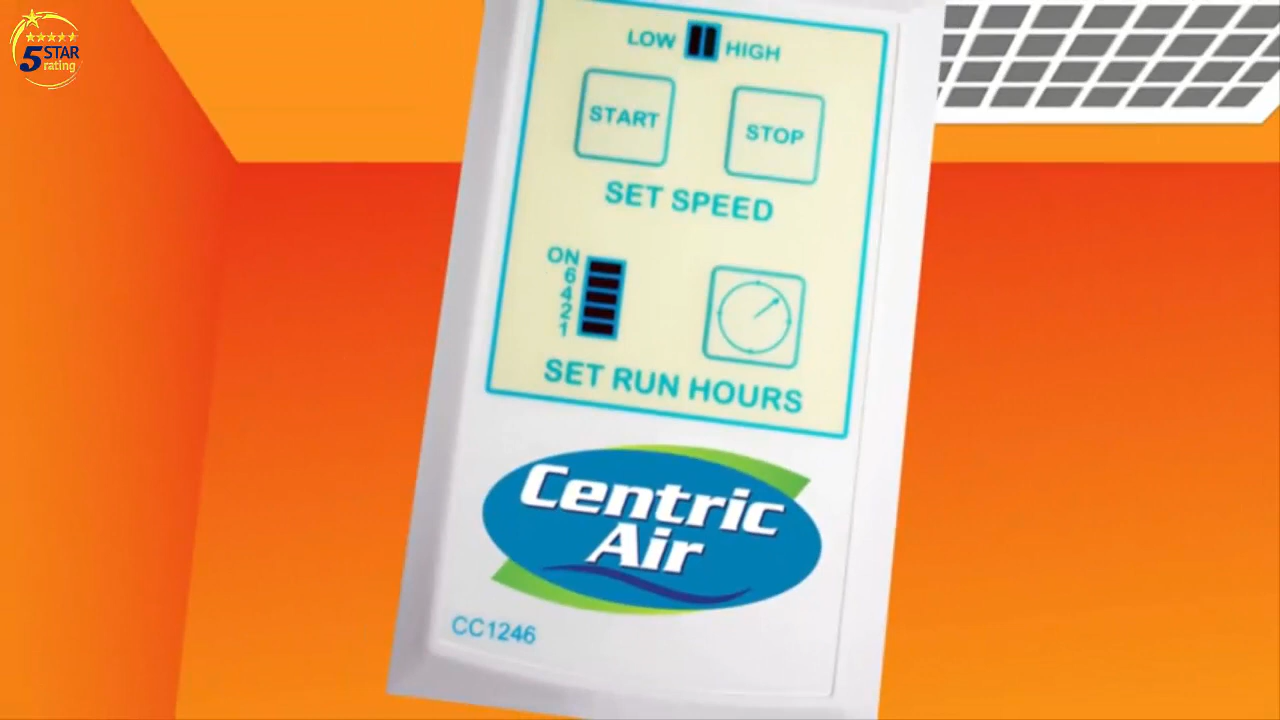 5 STAR
rating
LOW HIGH
START STOP
SET SPEED
ON
6
4
2
1
SET RUN HOURS
Centric
Air
CC1246